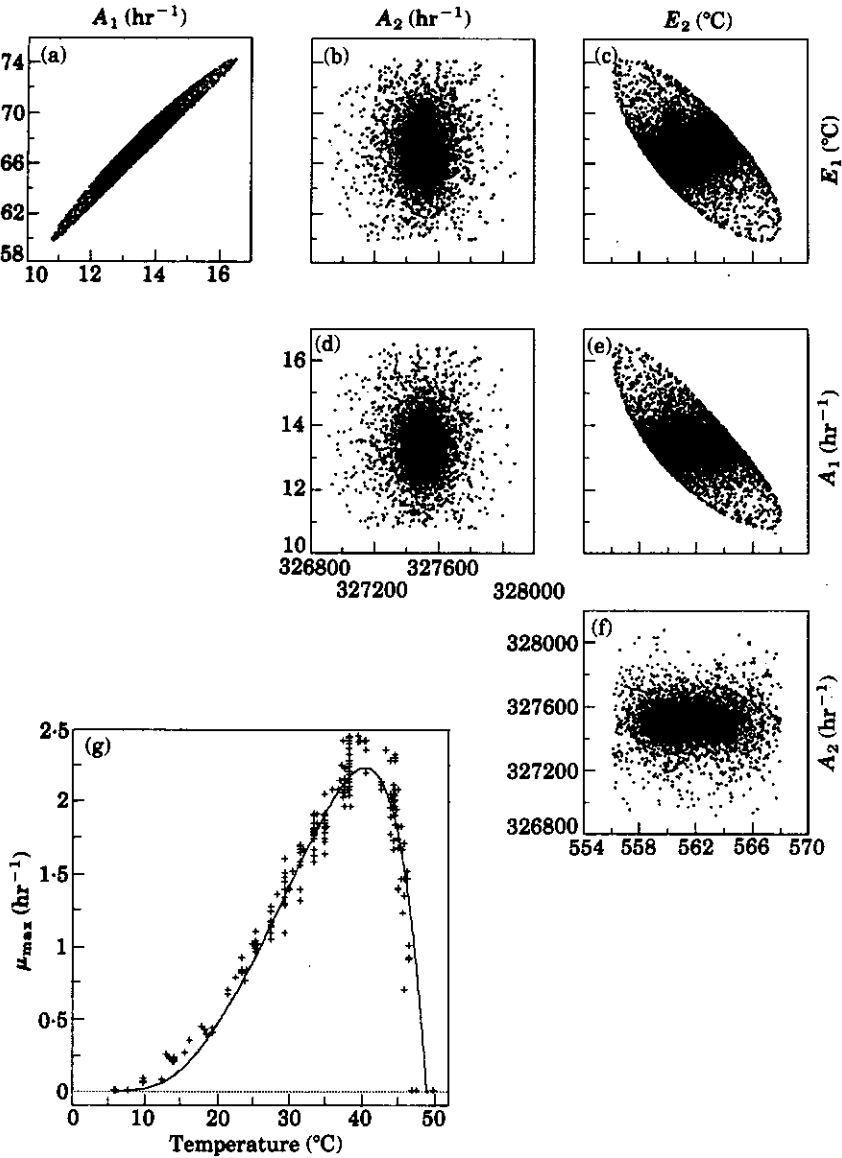 A₁ (hr⁻¹) A₂ (hr⁻¹) E₂ (°C)
(a) (b) (c)
74
70
66
62
58
10 12 14 16
E₁ (°C)
(d) (e)
16
14
12
10
A₁ (hr⁻¹)
326800 327600
327200 328000
(f)
328000
327600
327200
326800
A₂ (hr⁻¹)
554 558 562 566 570
(g)
2·5
2
1·5
1
0·5
0
μmax (hr⁻¹)
0 10 20 30 40 50
Temperature (°C)